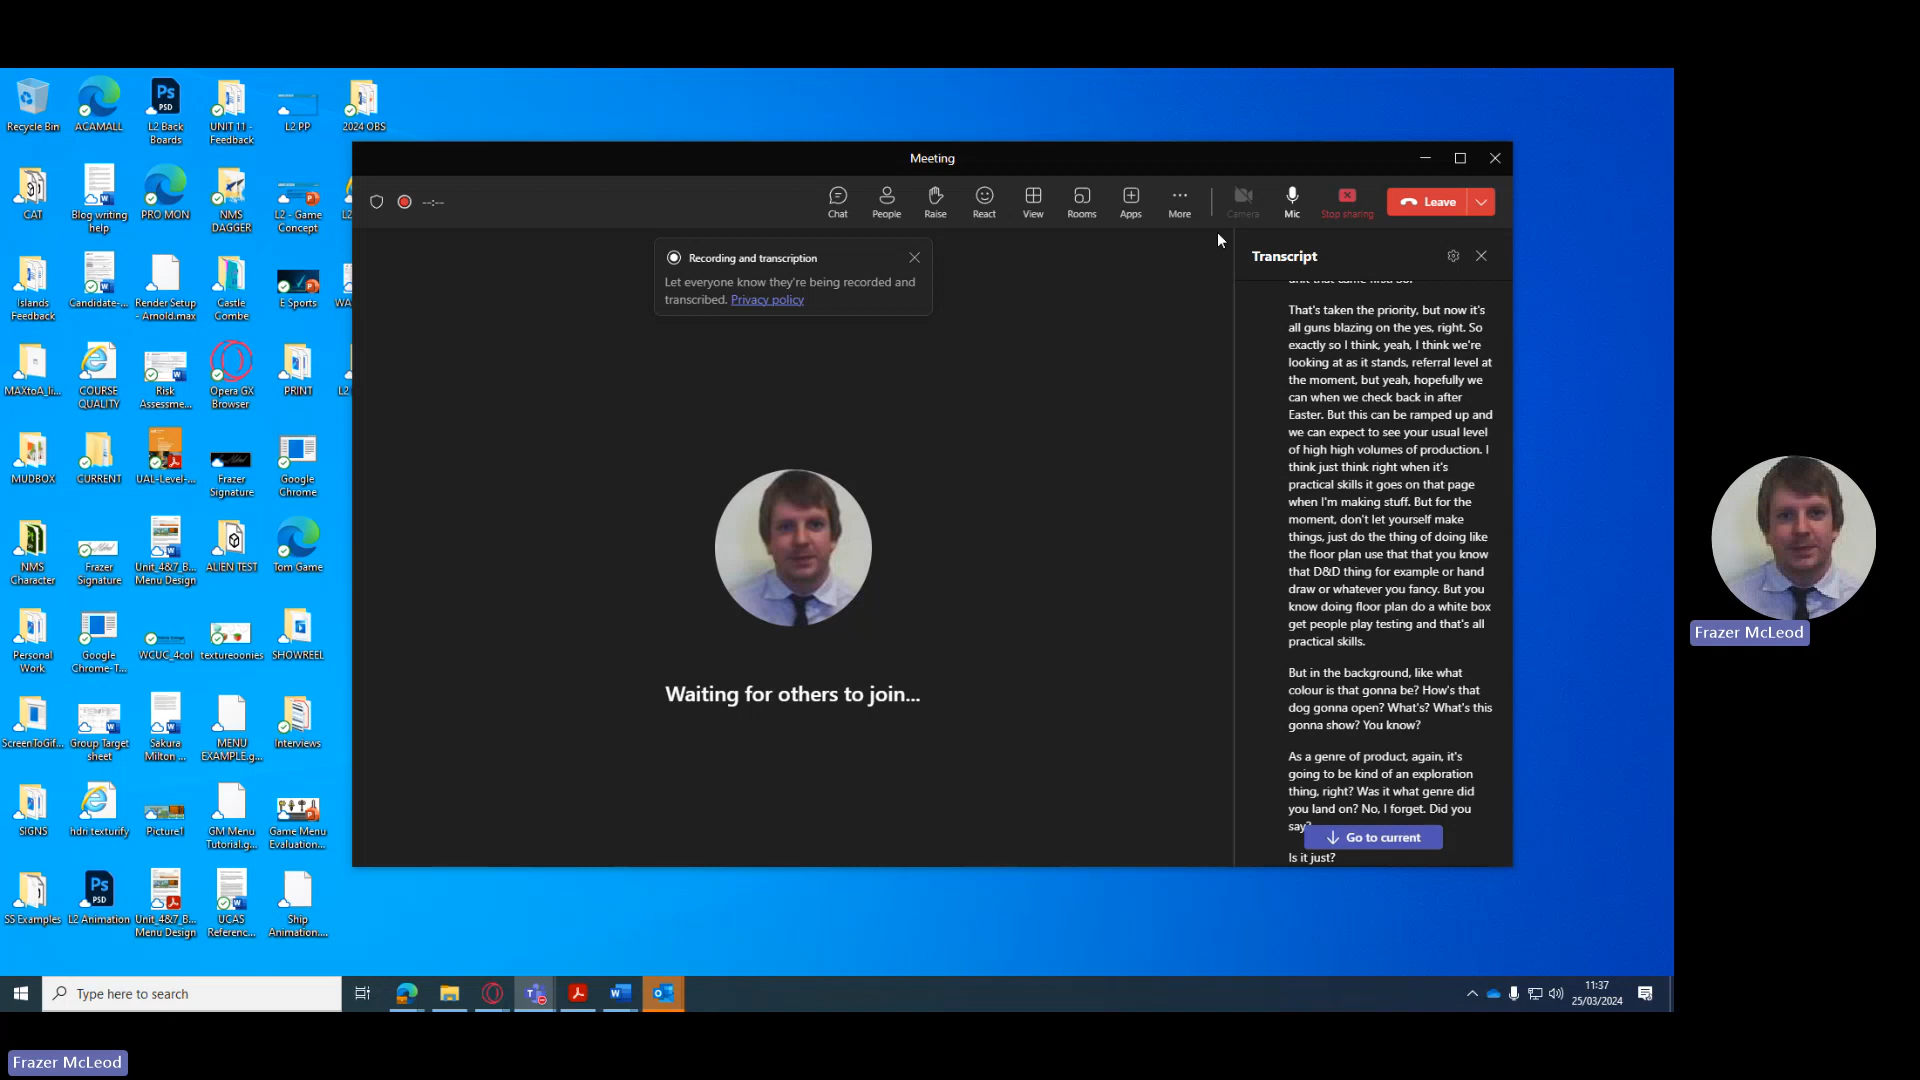 Recycle Bin
ACAMALL
L2 Back
Boards
UNIT 11 -
Feedback
L2 PP
2024 OBS
CAT
Blog writing
help
PRO MON
NMS
DAGGER
L2 - Game
Concept
Islands
Feedback
Candidate-...
Render Setup
- Arnold.max
Castle
Combe
E Sports
MAXtoA_li...
COURSE
QUALITY
Risk
Assessme...
Opera GX
Browser
PRINT
MUDBOX
CURRENT
UAL-Level-...
Frazer
Signature
Google
Chrome
NMS
Character
Frazer
Signature
Unit_4&7_B...
Menu Design
ALIEN TEST
Tom Game
Personal
Work
Google
Chrome-T...
WCUC_4col
textureoonies
SHOWREEL
ScreenToGif...
Group Target
sheet
Sakura
Milton ...
MENU
EXAMPLE.g...
Interviews
SIGNS
hdri texturify
Picture1
GM Menu
Tutorial.g...
Game Menu
Evaluation...
SS Examples
L2 Animation
Unit_4&7_B...
Menu Design
UCAS
Referenc...
Ship
Animation....
Meeting
--:--
Chat
People
Raise
React
View
Rooms
Apps
More
Camera
Mic
Stop sharing
Leave
Recording and transcription
Let everyone know they're being recorded and
transcribed. Privacy policy
Waiting for others to join...
Transcript
unit that came first So.
That's taken the priority, but now it's
all guns blazing on the yes, right. So
exactly so I think, yeah, I think we're
looking at as it stands, referral level at
the moment, but yeah, hopefully we
can when we check back in after
Easter. But this can be ramped up and
we can expect to see your usual level
of high high volumes of production. I
think just think right when it's
practical skills it goes on that page
when I'm making stuff. But for the
moment, don't let yourself make
things, just do the thing of doing like
the floor plan use that that you know
that D&D thing for example or hand
draw or whatever you fancy. But you
know doing floor plan do a white box
get people play testing and that's all
practical skills.
But in the background, like what
colour is that gonna be? How's that
dog gonna open? What's? What's this
gonna show? You know?
As a genre of product, again, it's
going to be kind of an exploration
thing, right? Was it what genre did
you land on? No, I forget. Did you
say?
Go to current
Is it just?
Frazer McLeod
Type here to search
11:37
25/03/2024
Frazer McLeod